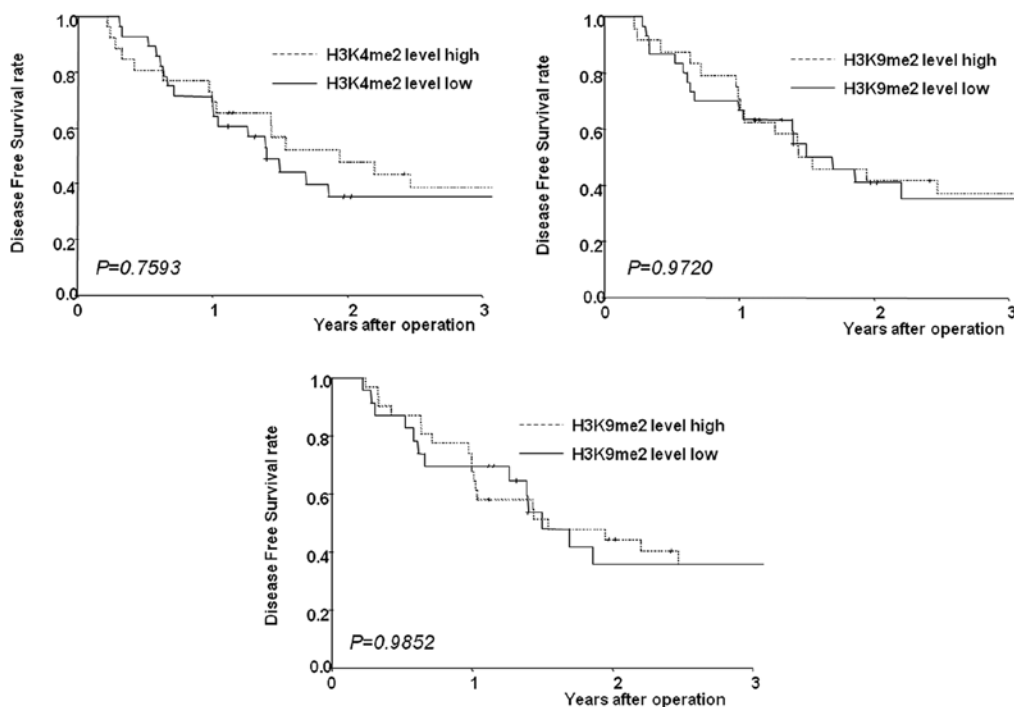 Disease Free Survival rate
1.0
0.8
0.6
0.4
0.2
0.0
H3K4me2 level high
H3K4me2 level low
P=0.7593
0 1 2 3
Years after operation
Disease Free Survival rate
1.0
0.8
0.6
0.4
0.2
0.0
H3K9me2 level high
H3K9me2 level low
P=0.9720
0 1 2 3
Years after operation
Disease Free Survival rate
1.0
0.8
0.6
0.4
0.2
0.0
H3K9me2 level high
H3K9me2 level low
P=0.9852
0 1 2 3
Years after operation